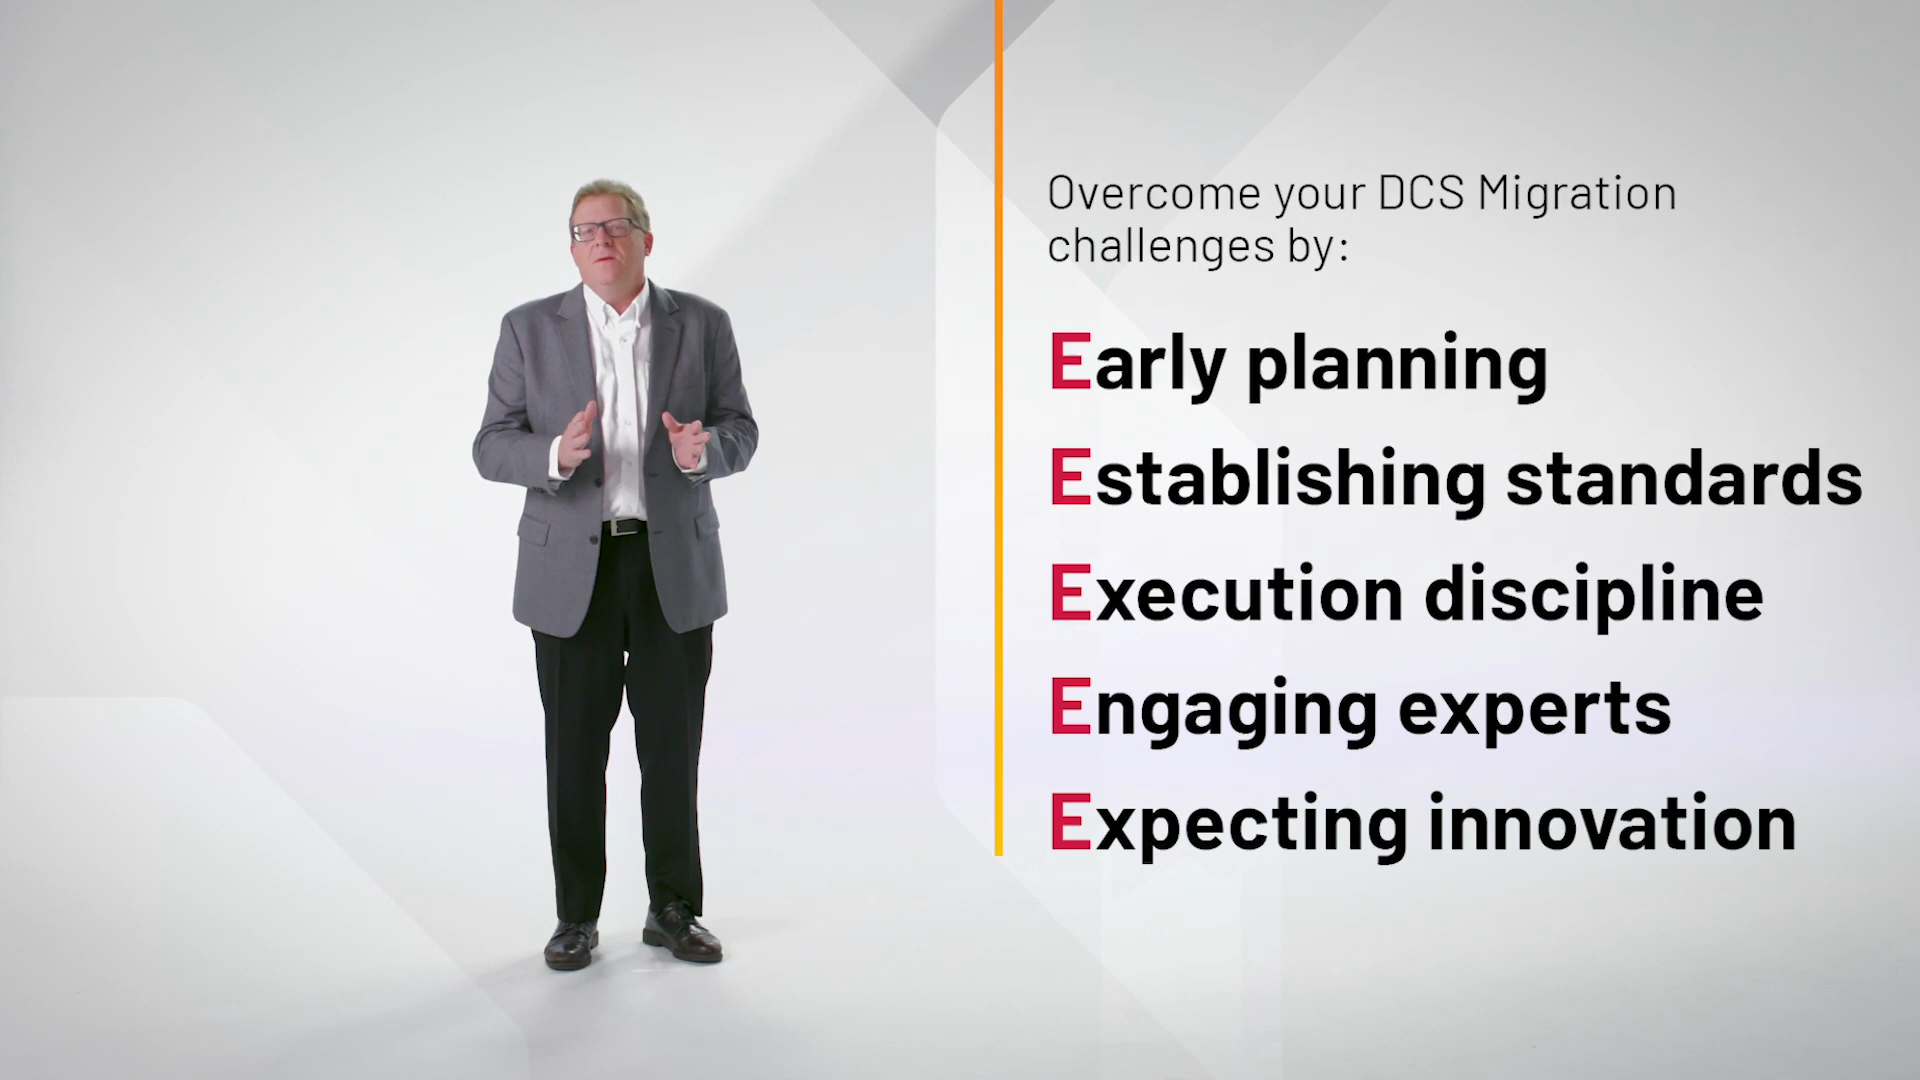 Overcome your DCS Migration
challenges by:
Early planning
Establishing standards
Execution discipline
Engaging experts
Expecting innovation